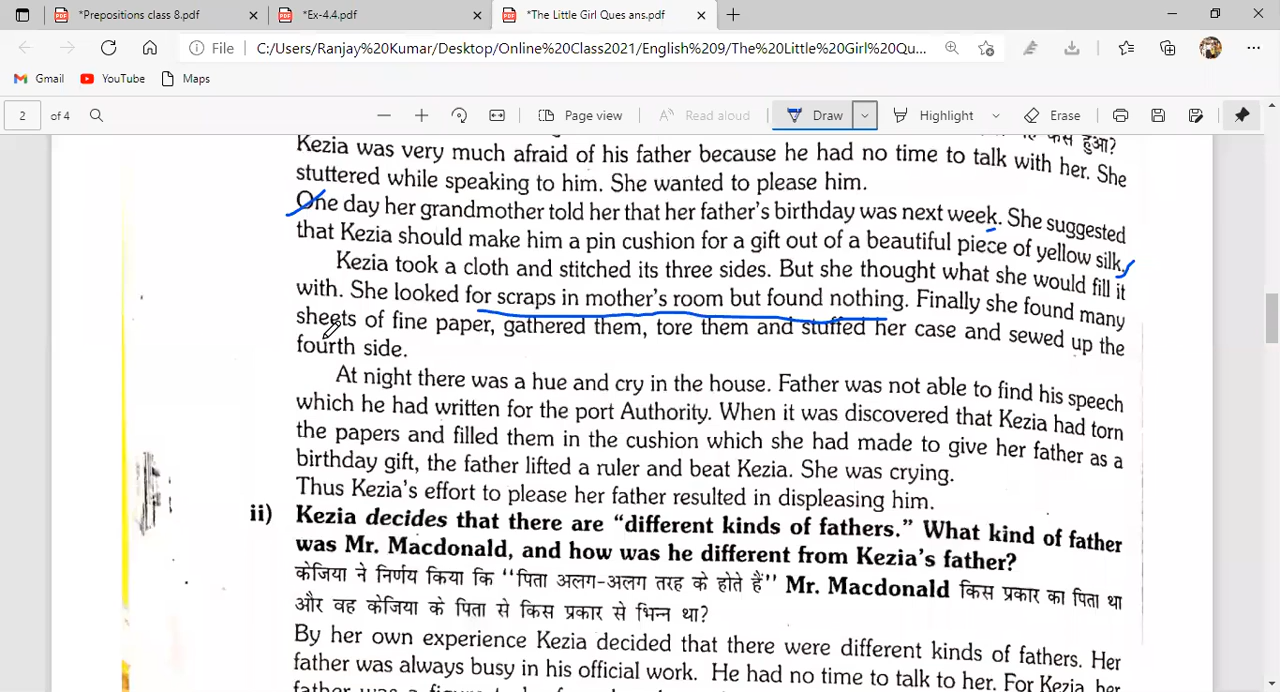 *Prepositions class 8.pdf
*Ex-4.4.pdf
*The Little Girl Ques ans.pdf
File C:/Users/Ranjay%20Kumar/Desktop/Online%20Class2021/English%209/The%20Little%20Girl%20Qu...
Gmail YouTube Maps
2 of 4 Page view Read aloud Draw Highlight Erase
हुआ?
Kezia was very much afraid of his father because he had no time to talk with her. She
stuttered while speaking to him. She wanted to please him.
One day her grandmother told her that her father's birthday was next week. She suggested
that Kezia should make him a pin cushion for a gift out of a beautiful piece of yellow silk.
Kezia took a cloth and stitched its three sides. But she thought what she would fill it
with. She looked for scraps in mother's room but found nothing. Finally she found many
sheets of fine paper, gathered them, tore them and stuffed her case and sewed up the
fourth side.
At night there was a hue and cry in the house. Father was not able to find his speech
which he had written for the port Authority. When it was discovered that Kezia had torn
the papers and filled them in the cushion which she had made to give her father as a
birthday gift, the father lifted a ruler and beat Kezia. She was crying.
Thus Kezia's effort to please her father resulted in displeasing him.
ii) Kezia decides that there are "different kinds of fathers." What kind of father
was Mr. Macdonald, and how was he different from Kezia's father?
केजिया ने निर्णय किया कि "पिता अलग-अलग तरह के होते हैं" Mr. Macdonald किस प्रकार का पिता था
और वह केजिया के पिता से किस प्रकार से भिन्न था?
By her own experience Kezia decided that there were different kinds of fathers. Her
father was always busy in his official work. He had no time to talk to her. For Kezia, her
father was a figure to be